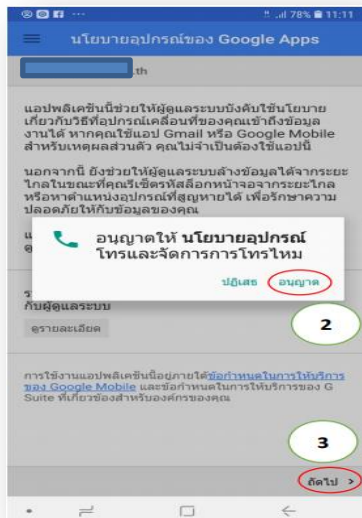 .ııl 78% 11:11
นโยบายอุปกรณ์ของ Google Apps
.th
แอปพลิเคชันนี้ช่วยให้ผู้ดูแลระบบบังคับใช้นโยบาย
เกี่ยวกับวิธีที่อุปกรณ์เคลื่อนที่ของคุณเข้าถึงข้อมูล
งานได้ หากคุณใช้แอป Gmail หรือ Google Mobile
สำหรับเหตุผลส่วนตัว คุณไม่จำเป็นต้องใช้แอปนี้
นอกจากนี้ ยังช่วยให้ผู้ดูแลระบบล้างข้อมูลได้จากระยะ
ไกลในขณะที่คุณรีเซ็ตรหัสล็อกหน้าจอจากระยะไกล
หรือหาตำแหน่งอุปกรณ์ที่สูญหายได้ เพื่อรักษาความ
ปลอดภัยให้กับข้อมูลของคุณ
อนุญาตให้ นโยบายอุปกรณ์
โทรและจัดการการโทรไหม
ปฏิเสธ อนุญาต
กับผู้ดูแลระบบ
2
ดูรายละเอียด
การใช้งานแอปพลิเคชันนี้อยู่ภายใต้ข้อกำหนดในการให้บริการ
ของ Google Mobile และข้อกำหนดในการให้บริการของ G
Suite ที่เกี่ยวข้องสำหรับองค์กรของคุณ
3
ถัดไป >